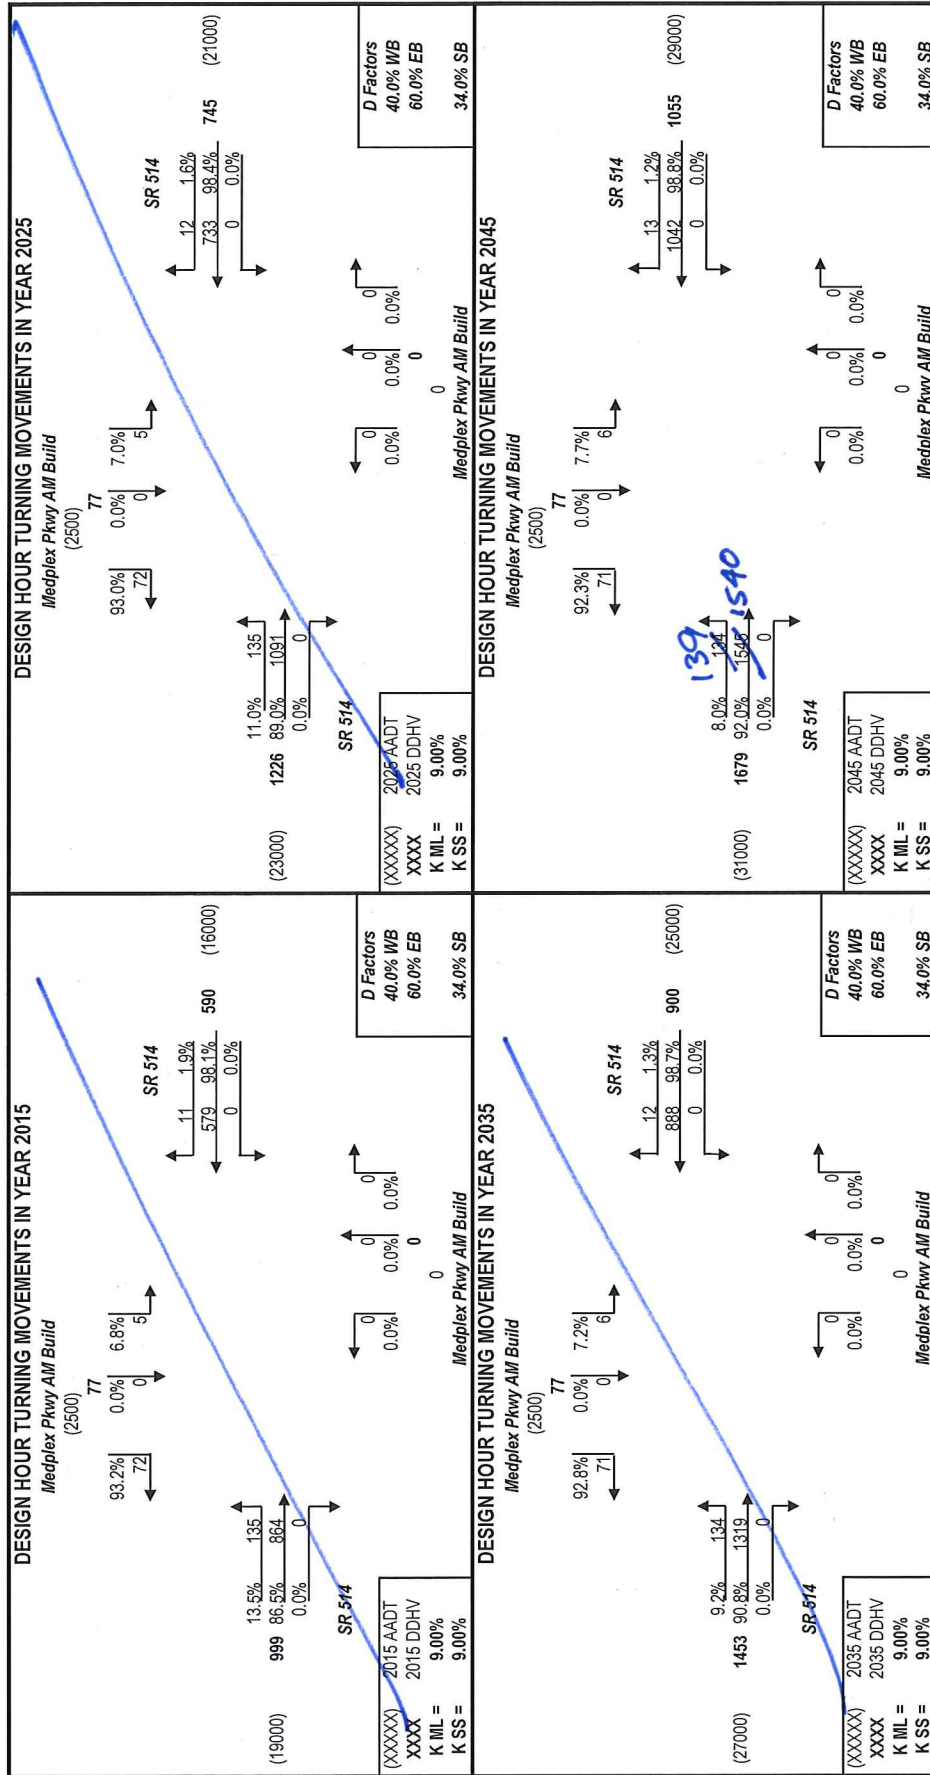 DESIGN HOUR TURNING MOVEMENTS IN YEAR 2015
Medplex Pkwy AM Build
(2500)
77
93.2% 0.0% 6.8%
72 0 5
SR 514
11 1.9%
579 98.1% 590 (16000)
0 0.0%
13.5% 135
(19000) 999 86.5% 864
0.0% 0
SR 514
0 0 0
0.0% 0.0% 0.0%
0
0
Medplex Pkwy AM Build
(XXXXX) 2015 AADT
XXXX 2015 DDHV
K ML = 9.00%
K SS = 9.00%
D Factors
40.0% WB
60.0% EB
34.0% SB
DESIGN HOUR TURNING MOVEMENTS IN YEAR 2025
Medplex Pkwy AM Build
(2500)
77
93.0% 0.0% 7.0%
72 0 5
SR 514
12 1.6%
733 98.4% 745 (21000)
0 0.0%
11.0% 135
(23000) 1226 89.0% 1091
0.0% 0
SR 514
0 0 0
0.0% 0.0% 0.0%
0
0
Medplex Pkwy AM Build
(XXXXX) 2025 AADT
XXXX 2025 DDHV
K ML = 9.00%
K SS = 9.00%
D Factors
40.0% WB
60.0% EB
34.0% SB
DESIGN HOUR TURNING MOVEMENTS IN YEAR 2035
Medplex Pkwy AM Build
(2500)
77
92.8% 0.0% 7.2%
71 0 6
SR 514
12 1.3%
888 98.7% 900 (25000)
0 0.0%
9.2% 134
(27000) 1453 90.8% 1319
0.0% 0
SR 514
0 0 0
0.0% 0.0% 0.0%
0
0
Medplex Pkwy AM Build
(XXXXX) 2035 AADT
XXXX 2035 DDHV
K ML = 9.00%
K SS = 9.00%
D Factors
40.0% WB
60.0% EB
34.0% SB
DESIGN HOUR TURNING MOVEMENTS IN YEAR 2045
Medplex Pkwy AM Build
(2500)
77
92.3% 0.0% 7.7%
71 0 6
SR 514
13 1.2%
1042 98.8% 1055 (29000)
0 0.0%
139
8.0% 134
(31000) 1679 92.0% 1545 1540
0.0% 0
SR 514
0 0 0
0.0% 0.0% 0.0%
0
0
Medplex Pkwy AM Build
(XXXXX) 2045 AADT
XXXX 2045 DDHV
K ML = 9.00%
K SS = 9.00%
D Factors
40.0% WB
60.0% EB
34.0% SB